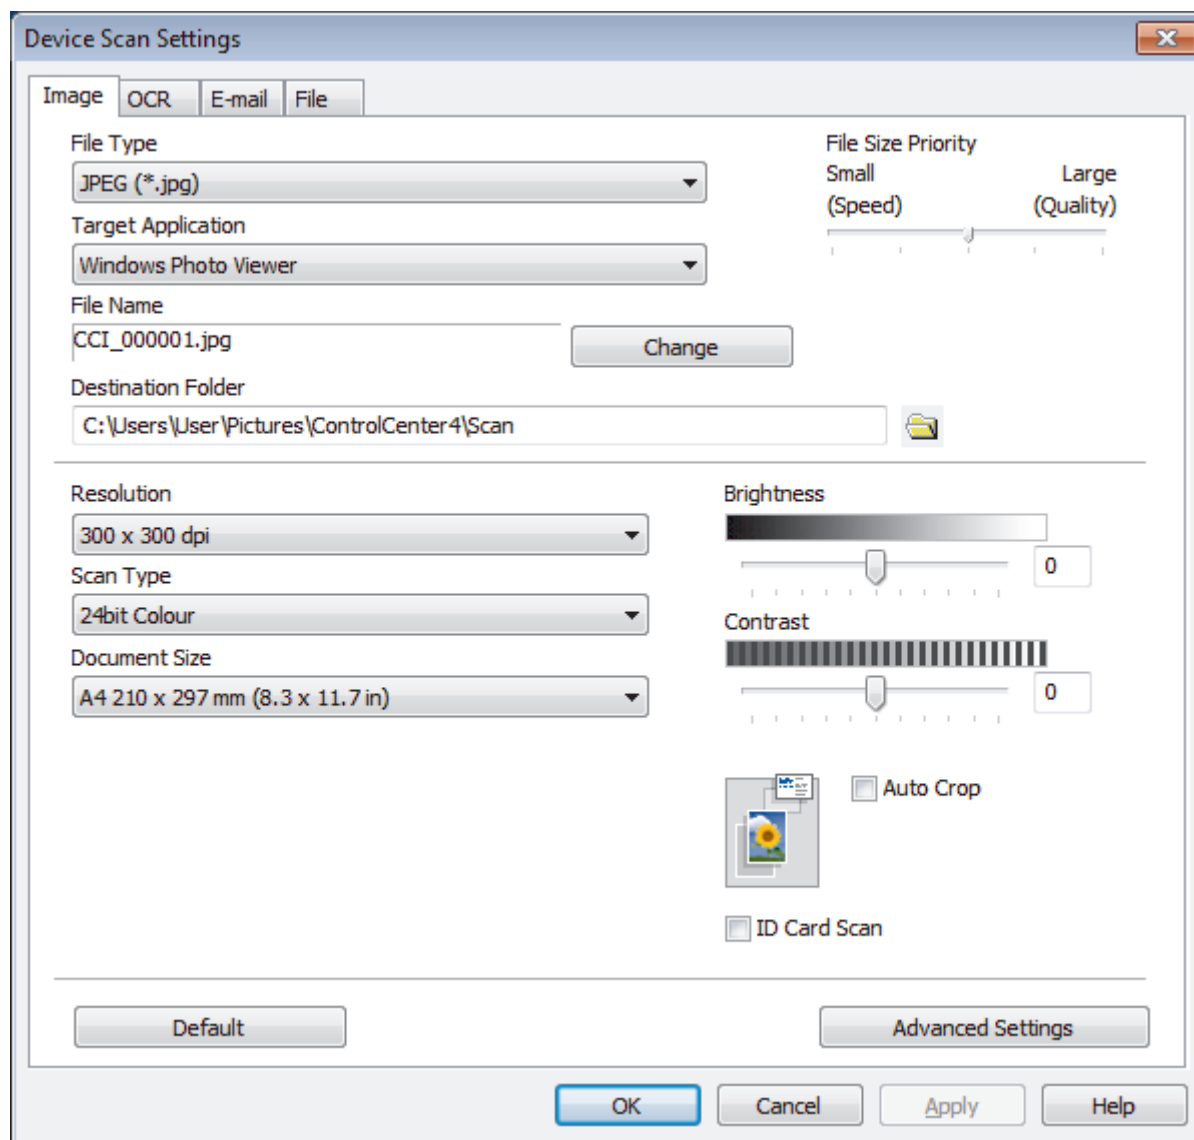 Device Scan Settings
Image OCR E-mail File
File Type
JPEG (*.jpg)
Target Application
Windows Photo Viewer
File Name
CCI_000001.jpg
Change
Destination Folder
C:\Users\User\Pictures\ControlCenter4\Scan
File Size Priority
Small Large
(Speed) (Quality)
Resolution
300 x 300 dpi
Scan Type
24bit Colour
Document Size
A4 210 x 297 mm (8.3 x 11.7 in)
Brightness
0
Contrast
0
Auto Crop
ID Card Scan
Default
Advanced Settings
OK
Cancel
Apply
Help